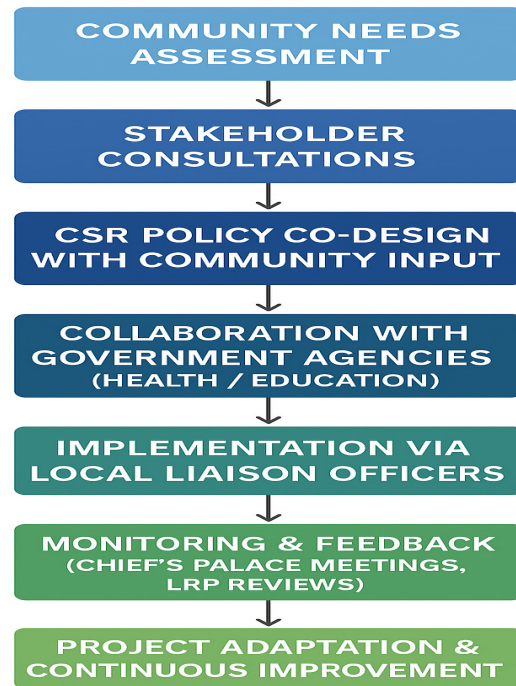 COMMUNITY NEEDS
ASSESSMENT
STAKEHOLDER
CONSULTATIONS
CSR POLICY CO-DESIGN
WITH COMMUNITY INPUT
COLLABORATION WITH
GOVERNMENT AGENCIES
(HEALTH / EDUCATION)
IMPLEMENTATION VIA
LOCAL LIAISON OFFICERS
MONITORING & FEEDBACK
(CHIEF'S PALACE MEETINGS,
LRP REVIEWS)
PROJECT ADAPTATION &
CONTINUOUS IMPROVEMENT